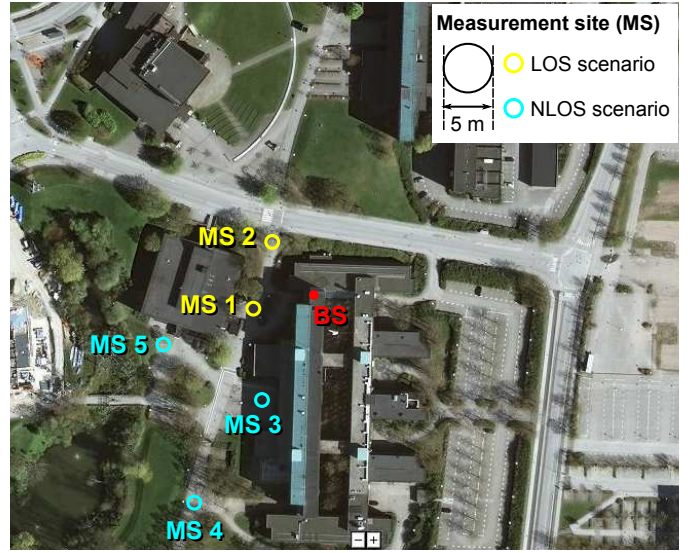 Measurement site (MS)
LOS scenario
NLOS scenario
5 m
MS 2
MS 1
BS
MS 5
MS 3
MS 4
− +